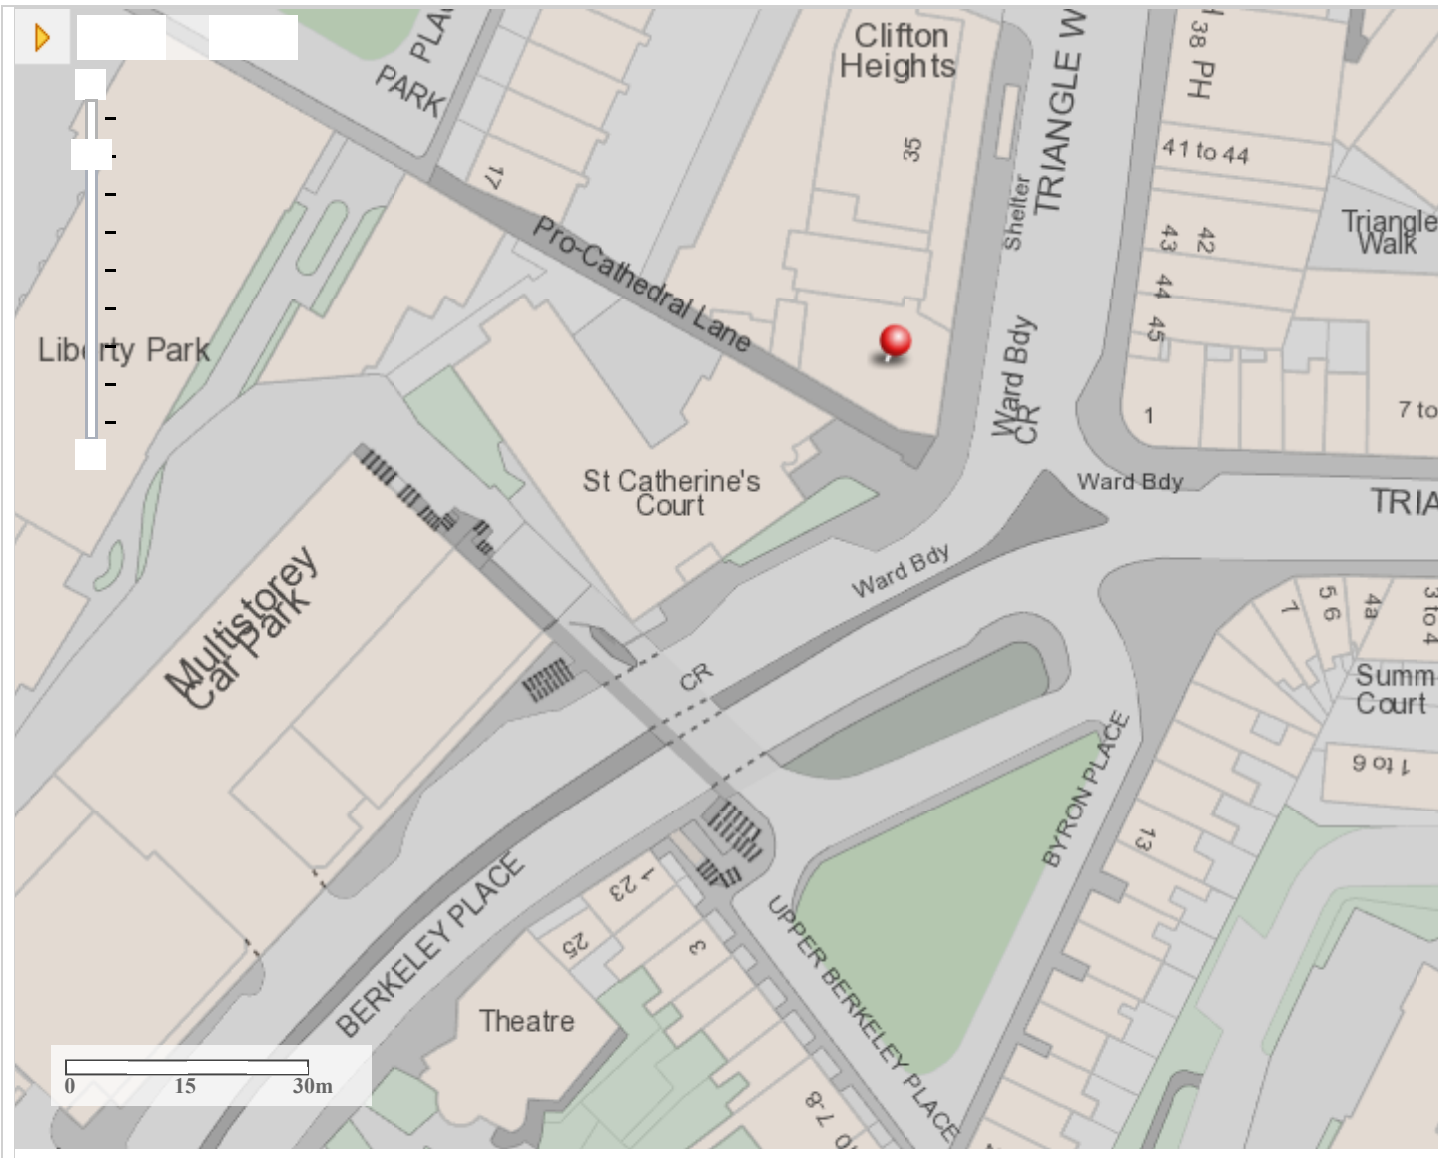 PLAC
PARK
Clifton
Heights
35
TRIANGLE W
38 PH
41 to 44
17
Shelter
43
42
Triangle
Walk
Pro-Cathedral Lane
44
45
Liberty Park
Ward Bdy
CR
1
7 to
St Catherine's
Court
Ward Bdy
TRIA
Ward Bdy
Multistorey
Car Park
7
5 6
4a
3 to 4
CR
Summ
Court
BYRON PLACE
1 to 6
13
1
23
25
3
BERKELEY PLACE
UPPER BERKELEY PLACE
Theatre
7-8
0 15 30m